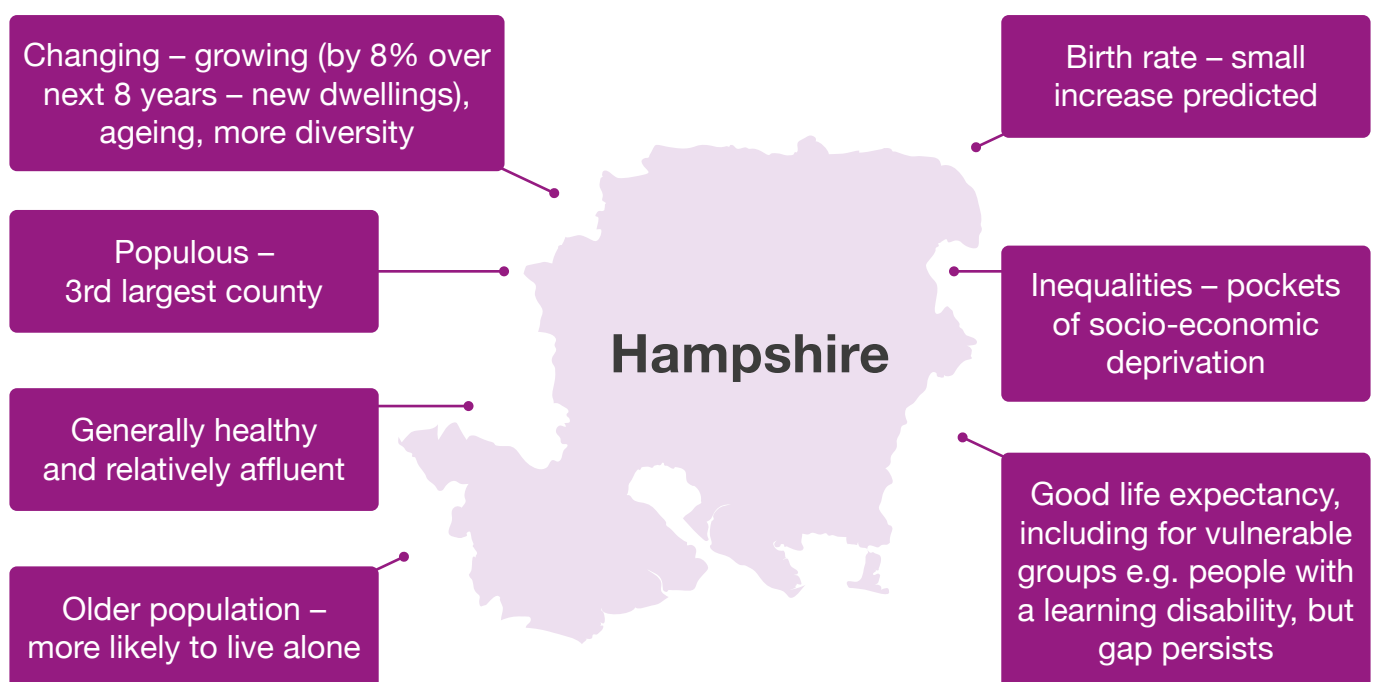 Changing – growing (by 8% over
next 8 years – new dwellings),
ageing, more diversity
Populous –
3rd largest county
Generally healthy
and relatively affluent
Older population –
more likely to live alone
Hampshire
Birth rate – small
increase predicted
Inequalities – pockets
of socio-economic
deprivation
Good life expectancy,
including for vulnerable
groups e.g. people with
a learning disability, but
gap persists